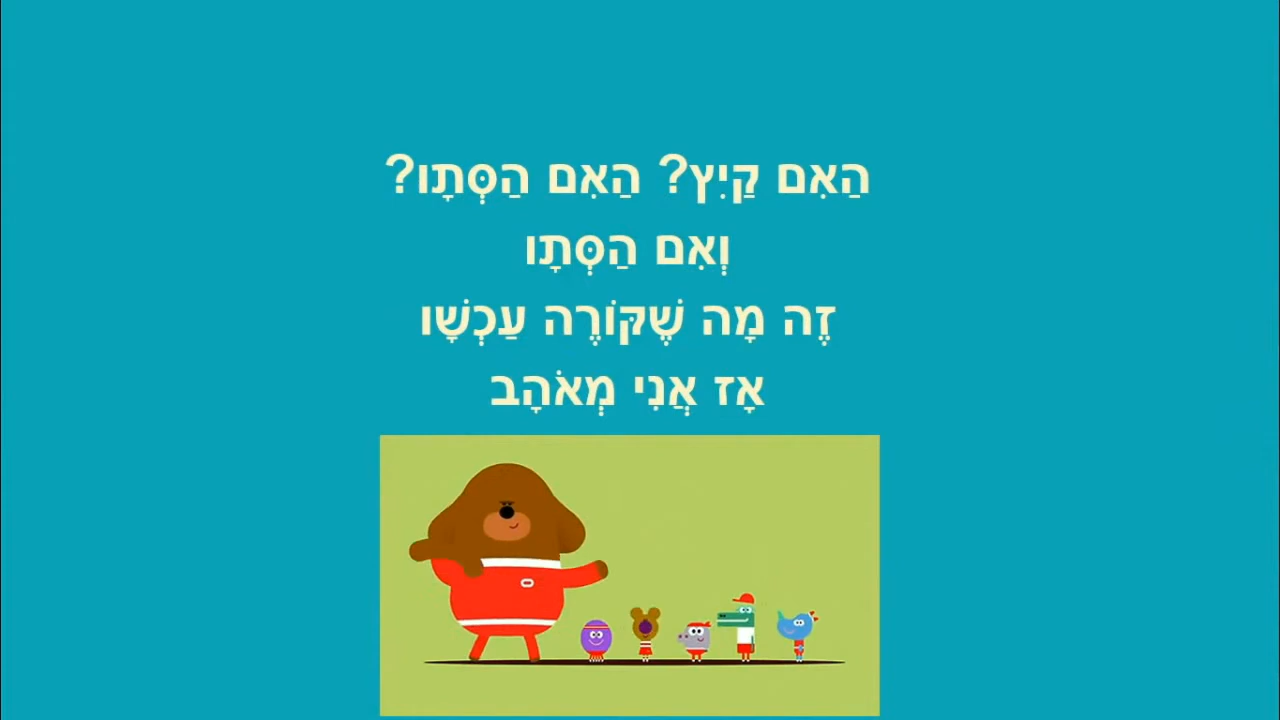 הַאִם קַיִץ? הַאִם הַסְּתָו?
וְאִם הַסְּתָו
זֶה מָה שֶׁקּוֹרֶה עַכְשָׁו
אָז אֲנִי מְאֹהָב